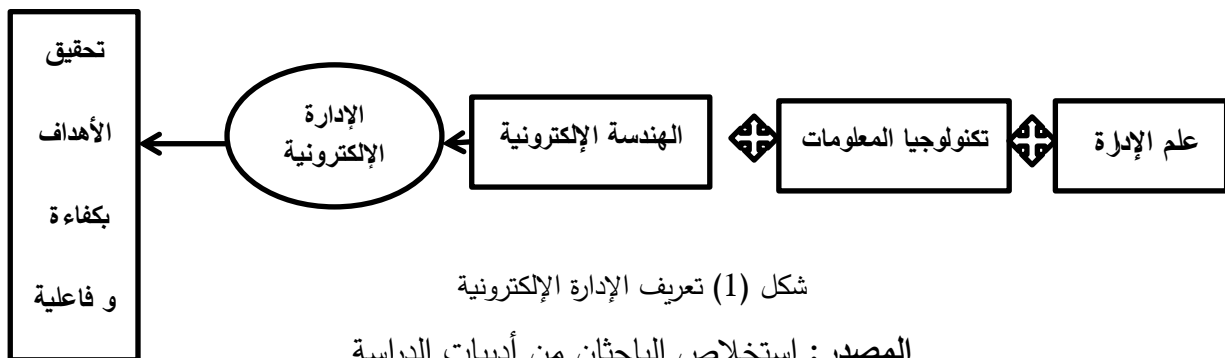 علم الإدارة
تكنولوجيا المعلومات
الهندسة الإلكترونية
الإدارة
الإلكترونية
تحقيق
الأهداف
بكفاءة
و فاعلية
شكل (1) تعريف الإدارة الإلكترونية
المصدر : استخلاص الباحثان من أدبيات الدراسة